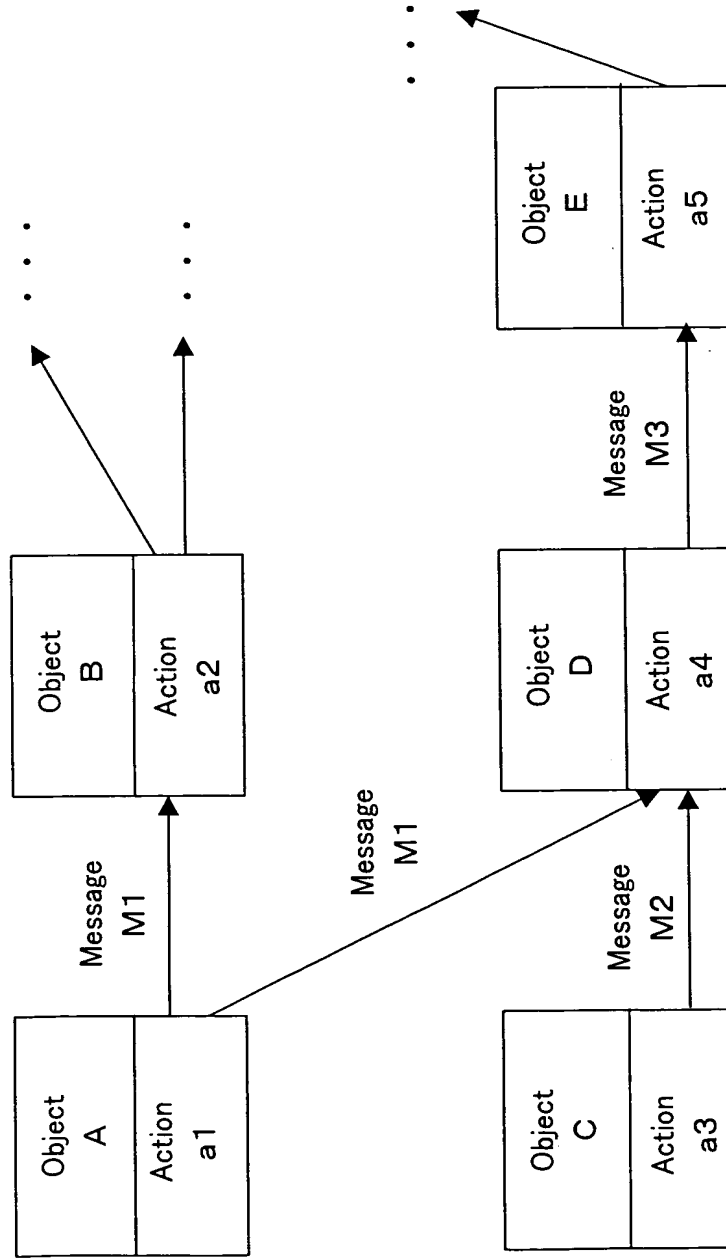 Object
A
Action
a1
Message
M1
Object
B
Action
a2
. . .
. . .
Message
M1
Object
C
Action
a3
Message
M2
Object
D
Action
a4
Message
M3
Object
E
Action
a5
. . .